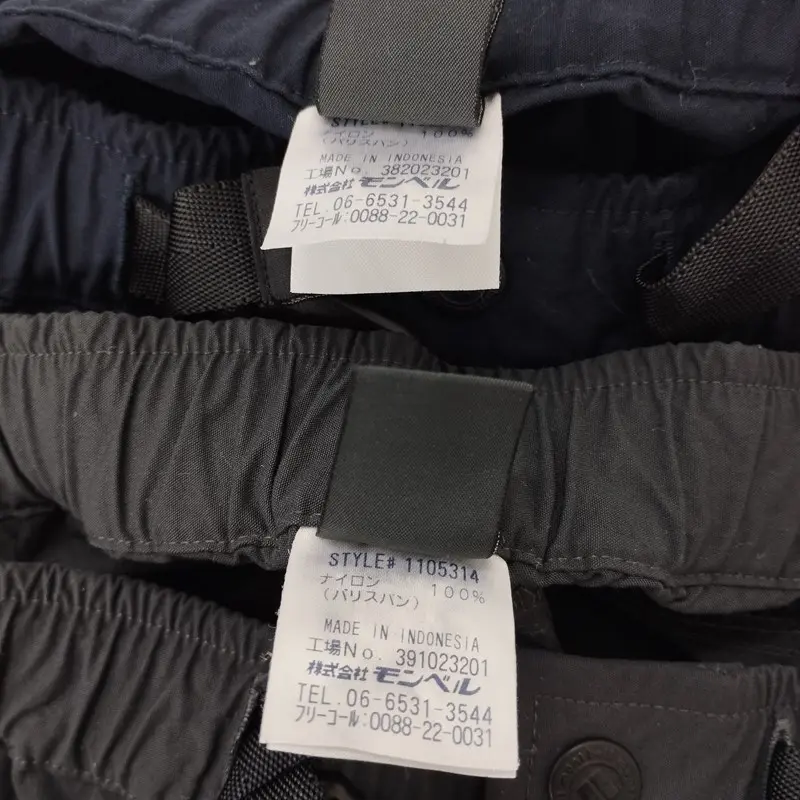 STYLE# 11
ナイロン 100%
(バリスパン)
MADE IN INDONESIA
工場No. 382023201
株式会社 モンベル
TEL.06-6531-3544
フリーコール:0088-22-0031
STYLE# 1105314
ナイロン 100%
(バリスパン)
MADE IN INDONESIA
工場No. 391023201
株式会社 モンベル
TEL.06-6531-3544
フリーコール:0088-22-0031